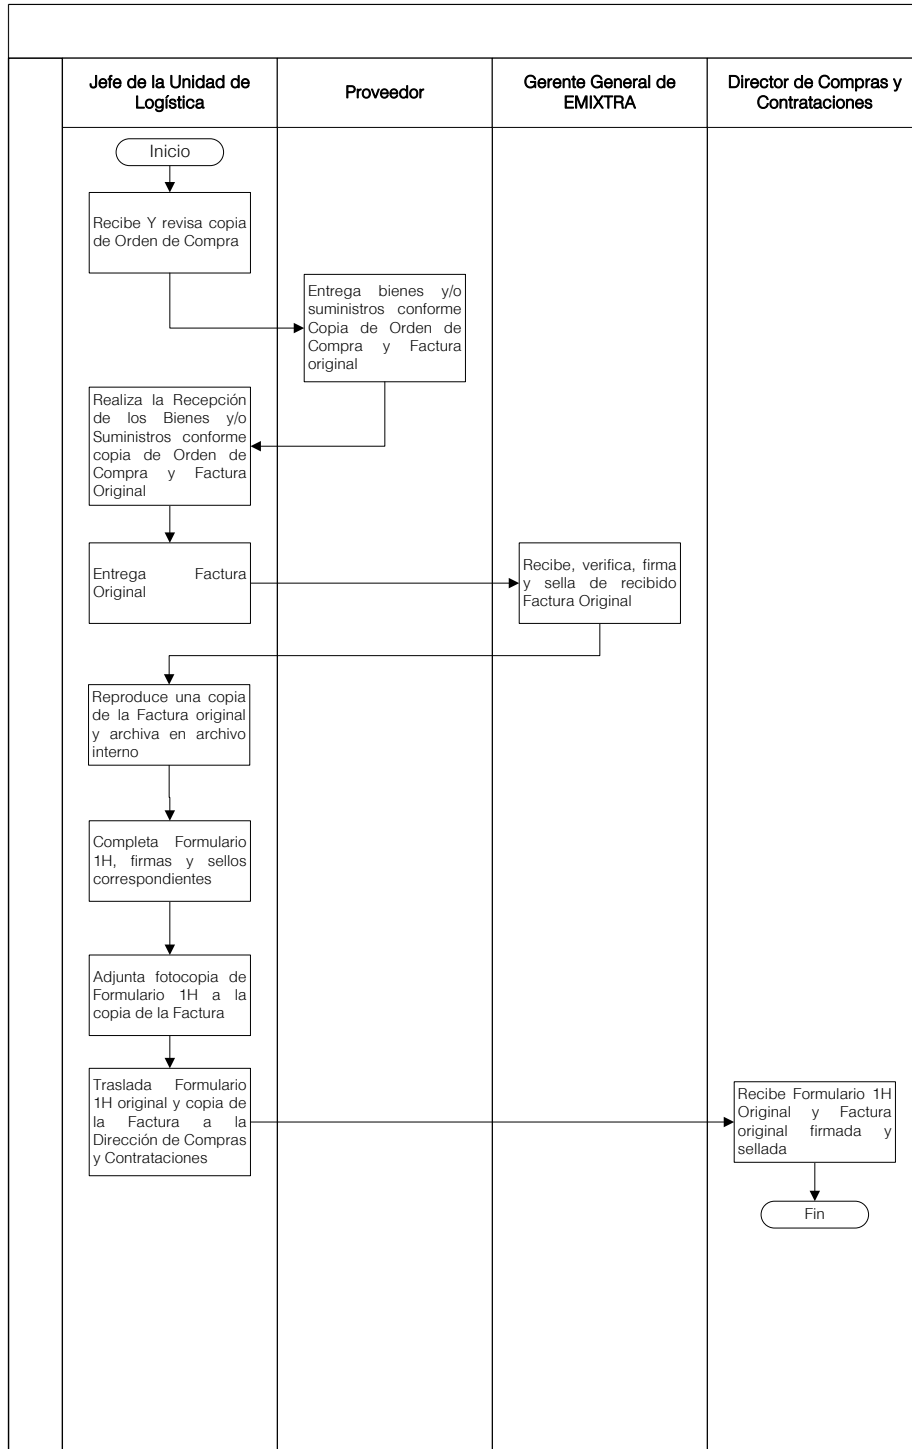 Jefe de la Unidad de
Logística
Proveedor
Gerente General de
EMIXTRA
Director de Compras y
Contrataciones
Inicio
Recibe Y revisa copia
de Orden de Compra
Entrega bienes y/o
suministros conforme
Copia de Orden de
Compra y Factura
original
Realiza la Recepción
de los Bienes y/o
Suministros conforme
copia de Orden de
Compra y Factura
Original
Entrega Factura
Original
Recibe, verifica, firma
y sella de recibido
Factura Original
Reproduce una copia
de la Factura original
y archiva en archivo
interno
Completa Formulario
1H, firmas y sellos
correspondientes
Adjunta fotocopia de
Formulario 1H a la
copia de la Factura
Traslada Formulario
1H original y copia de
la Factura a la
Dirección de Compras
y Contrataciones
Recibe Formulario 1H
Original y Factura
original firmada y
sellada
Fin